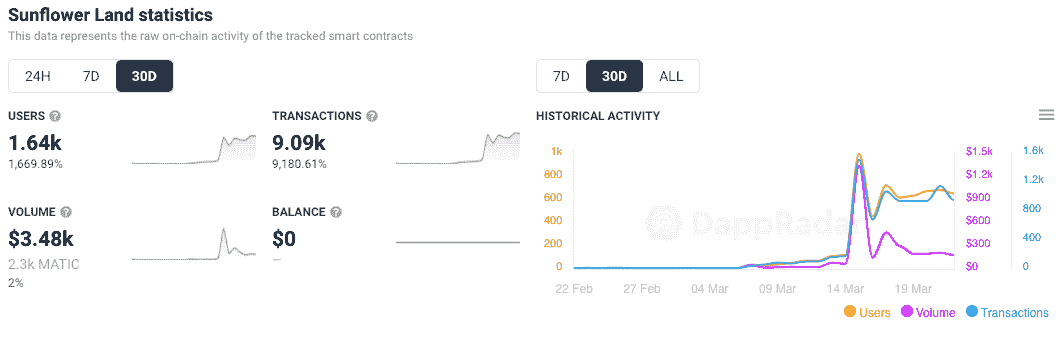 Sunflower Land statistics
This data represents the raw on-chain activity of the tracked smart contracts
24H 7D 30D
USERS ?
1.64k
1,669.89%
TRANSACTIONS ?
9.09k
9,180.61%
VOLUME ?
$3.48k
2.3k MATIC
2%
BALANCE ?
$0
7D 30D ALL
HISTORICAL ACTIVITY
1k $1.5k 1.6k
800 $1.2k 1.2k
600 $900 800
400 $600 400
200 $300 0
0 $0
DappRadar
22 Feb 27 Feb 04 Mar 09 Mar 14 Mar 19 Mar
Users Volume Transactions